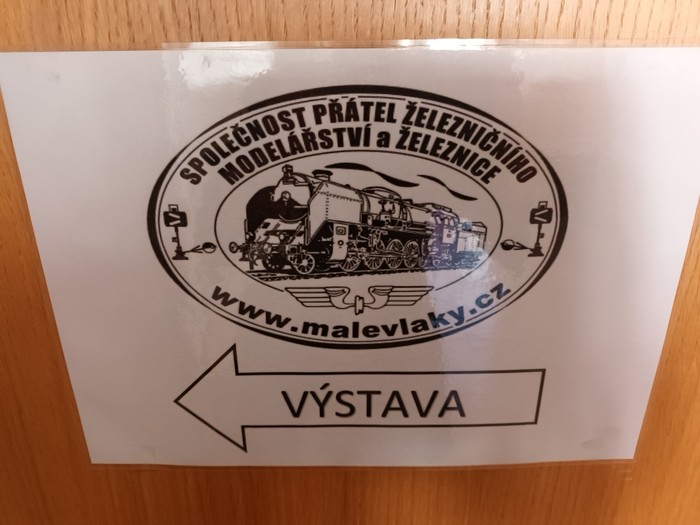 SPOLEČNOST PŘÁTEL ŽELEZNIČNÍHO
MODELÁŘSTVÍ a ŽELEZNICE
www.malevlaky.cz
VÝSTAVA